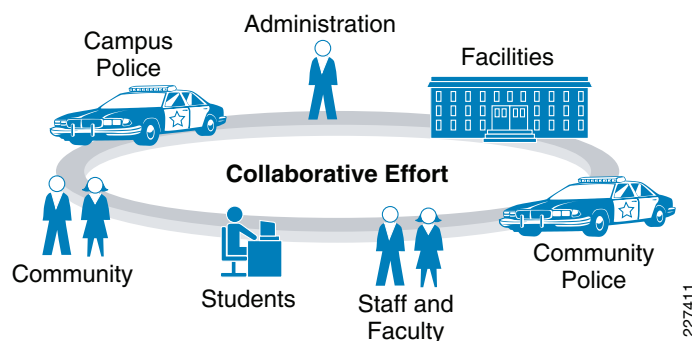 Administration
Campus
Police
Facilities
Collaborative Effort
Community
Students
Staff and
Faculty
Community
Police
227411